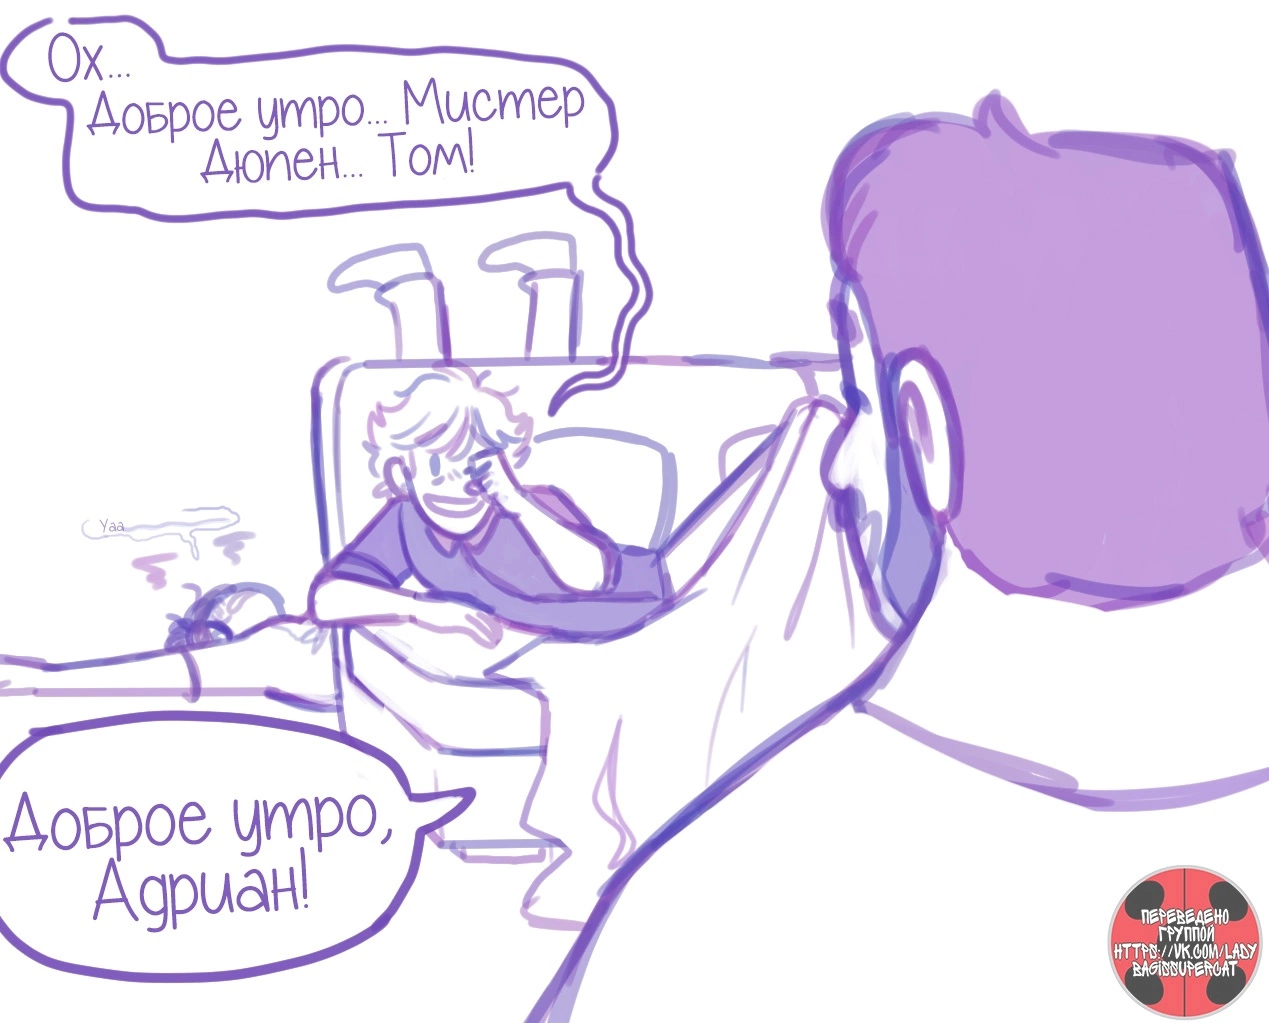 Ох...
Доброе утро... Мистер
Дюпен... Том!
Yaa
Доброе утро,
Адриан!
ПЕРЕВЕДЕНО
ГРУППОЙ
HTTPS://VK.COM/LADY
BAGISSUPERCAT